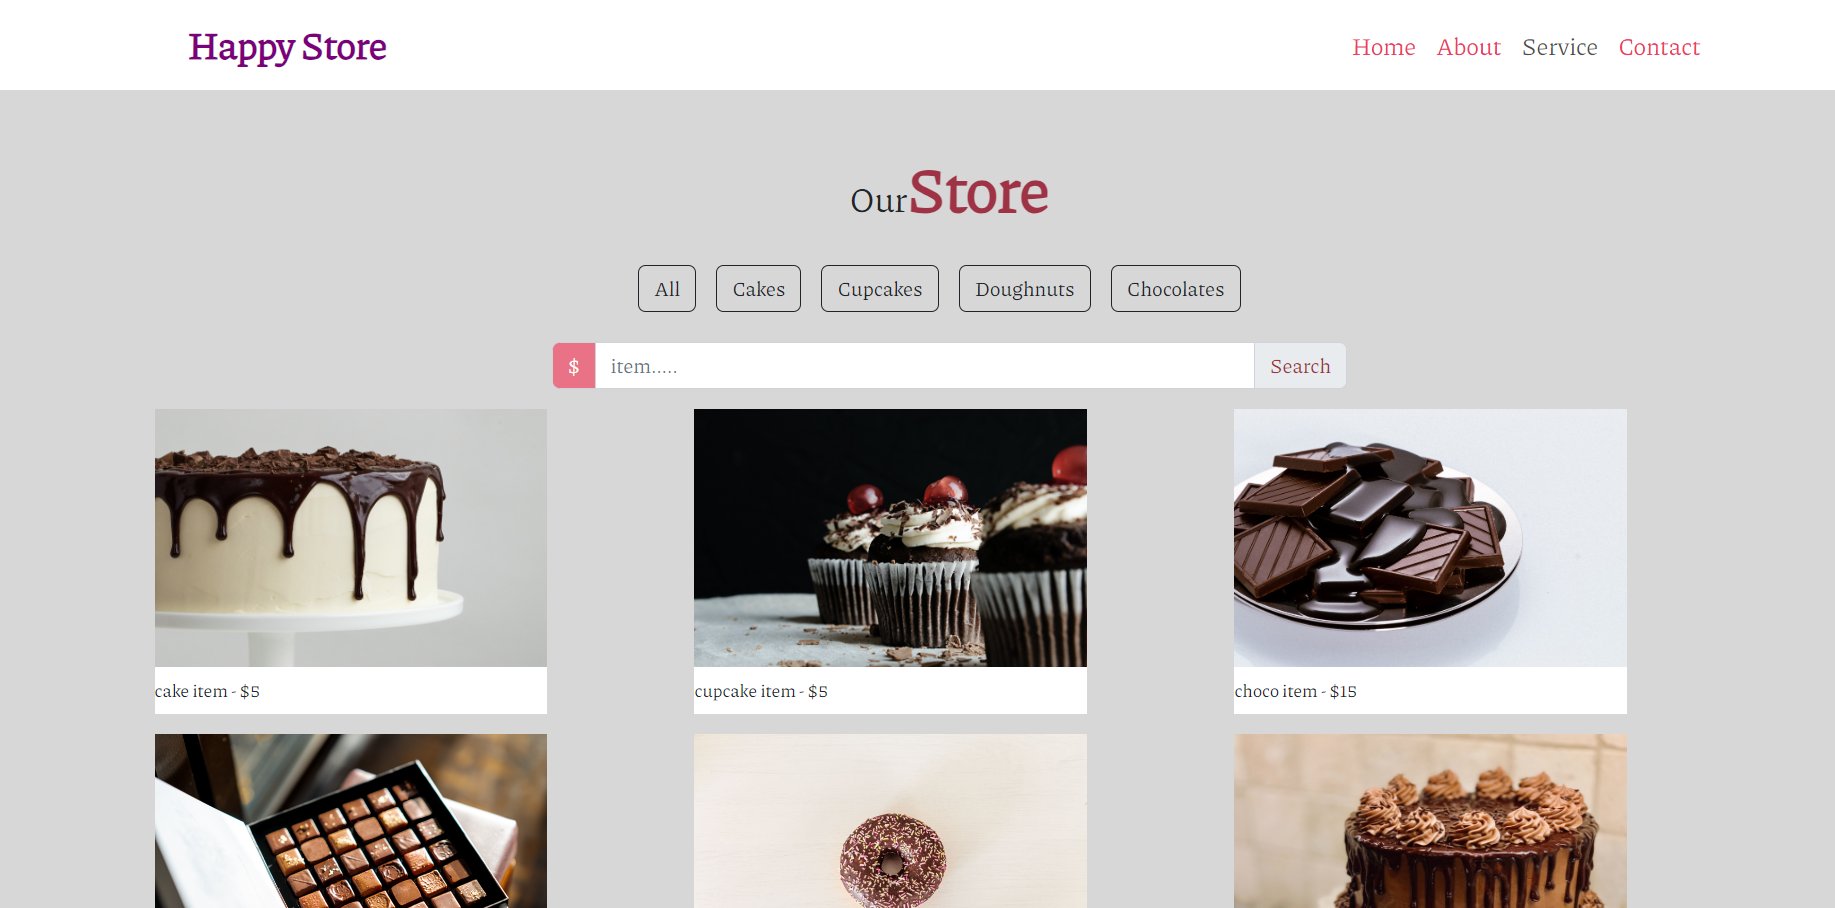 Happy Store
Home About Service Contact
OurStore
All Cakes Cupcakes Doughnuts Chocolates
$ item..... Search
cake item - $5
cupcake item - $5
choco item - $15